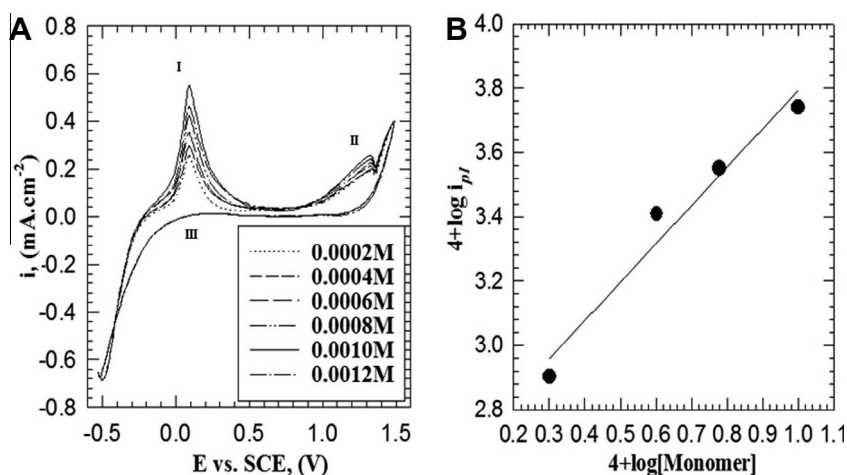 A
0.8
0.6
0.4
0.2
0.0
-0.2
-0.4
-0.6
-0.8
i, (mA.cm-2)
I
II
III
0.0002M
0.0004M
0.0006M
0.0008M
0.0010M
0.0012M
-0.5 0.0 0.5 1.0 1.5
E vs. SCE, (V)
B
4.0
3.8
3.6
3.4
3.2
3.0
2.8
4+log ipI
0.2 0.3 0.4 0.5 0.6 0.7 0.8 0.9 1.0 1.1
4+log[Monomer]